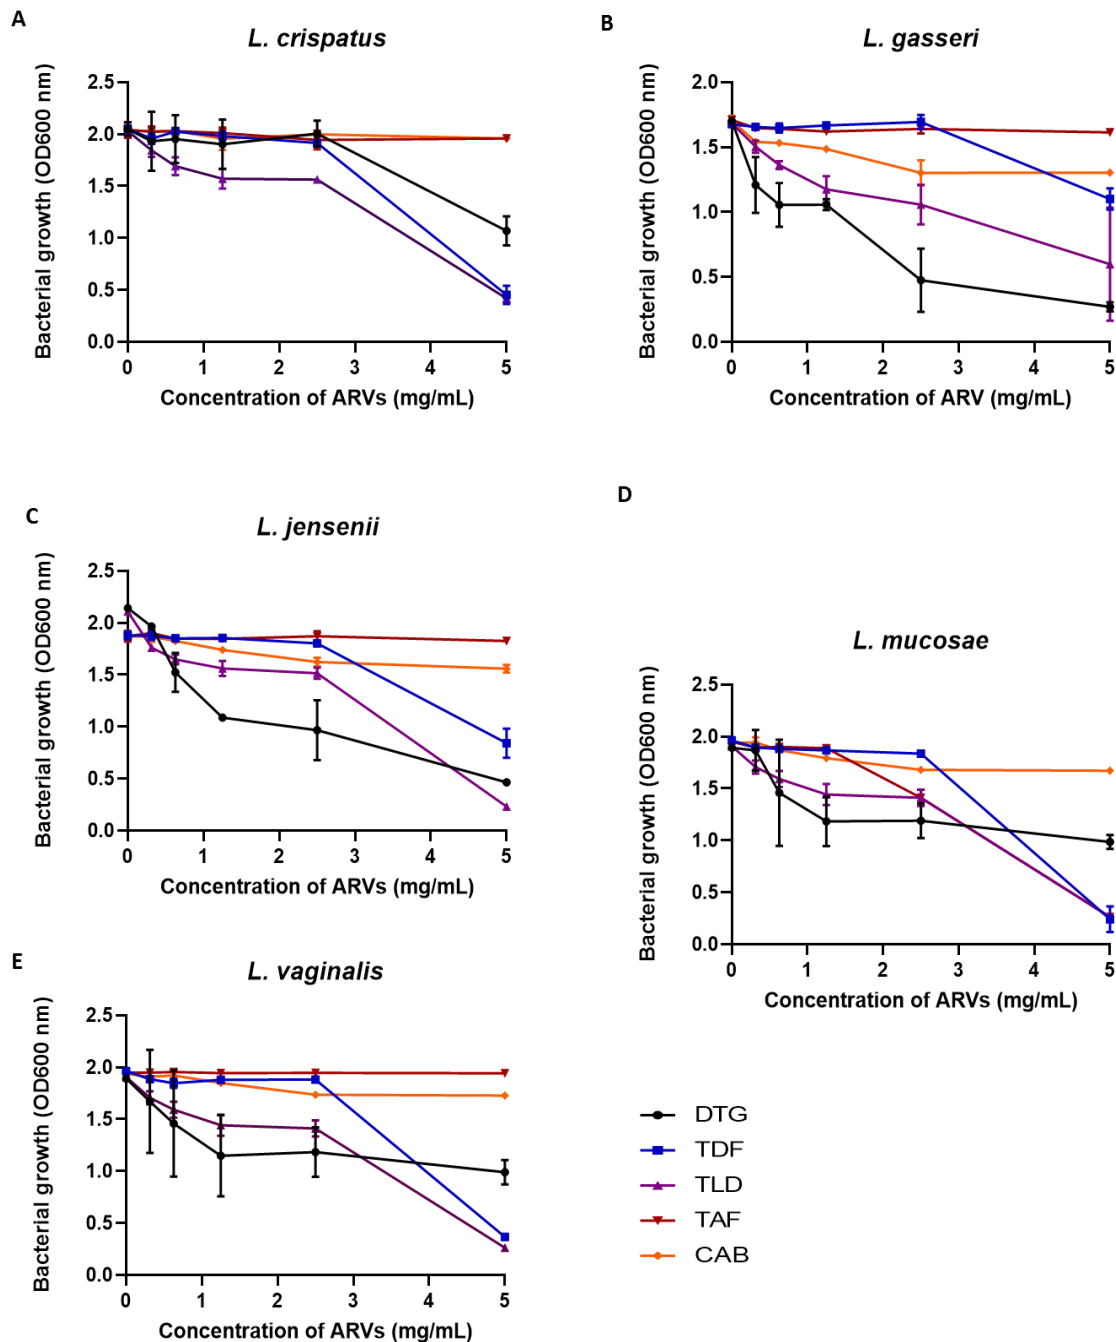 A
L. crispatus
Bacterial growth (OD600 nm)
2.5
2.0
1.5
1.0
0.5
0.0
0 1 2 3 4 5
Concentration of ARVs (mg/mL)
B
L. gasseri
Bacterial growth (OD600 nm)
2.0
1.5
1.0
0.5
0.0
0 1 2 3 4 5
Concentration of ARV (mg/mL)
C
L. jensenii
Bacterial growth (OD600 nm)
2.5
2.0
1.5
1.0
0.5
0.0
0 1 2 3 4 5
Concentration of ARVs (mg/mL)
D
L. mucosae
Bacterial growth (OD600 nm)
2.5
2.0
1.5
1.0
0.5
0.0
0 1 2 3 4 5
Concentration of ARVs (mg/mL)
E
L. vaginalis
Bacterial growth (OD600 nm)
2.5
2.0
1.5
1.0
0.5
0.0
0 1 2 3 4 5
Concentration of ARVs (mg/mL)
DTG
TDF
TLD
TAF
CAB